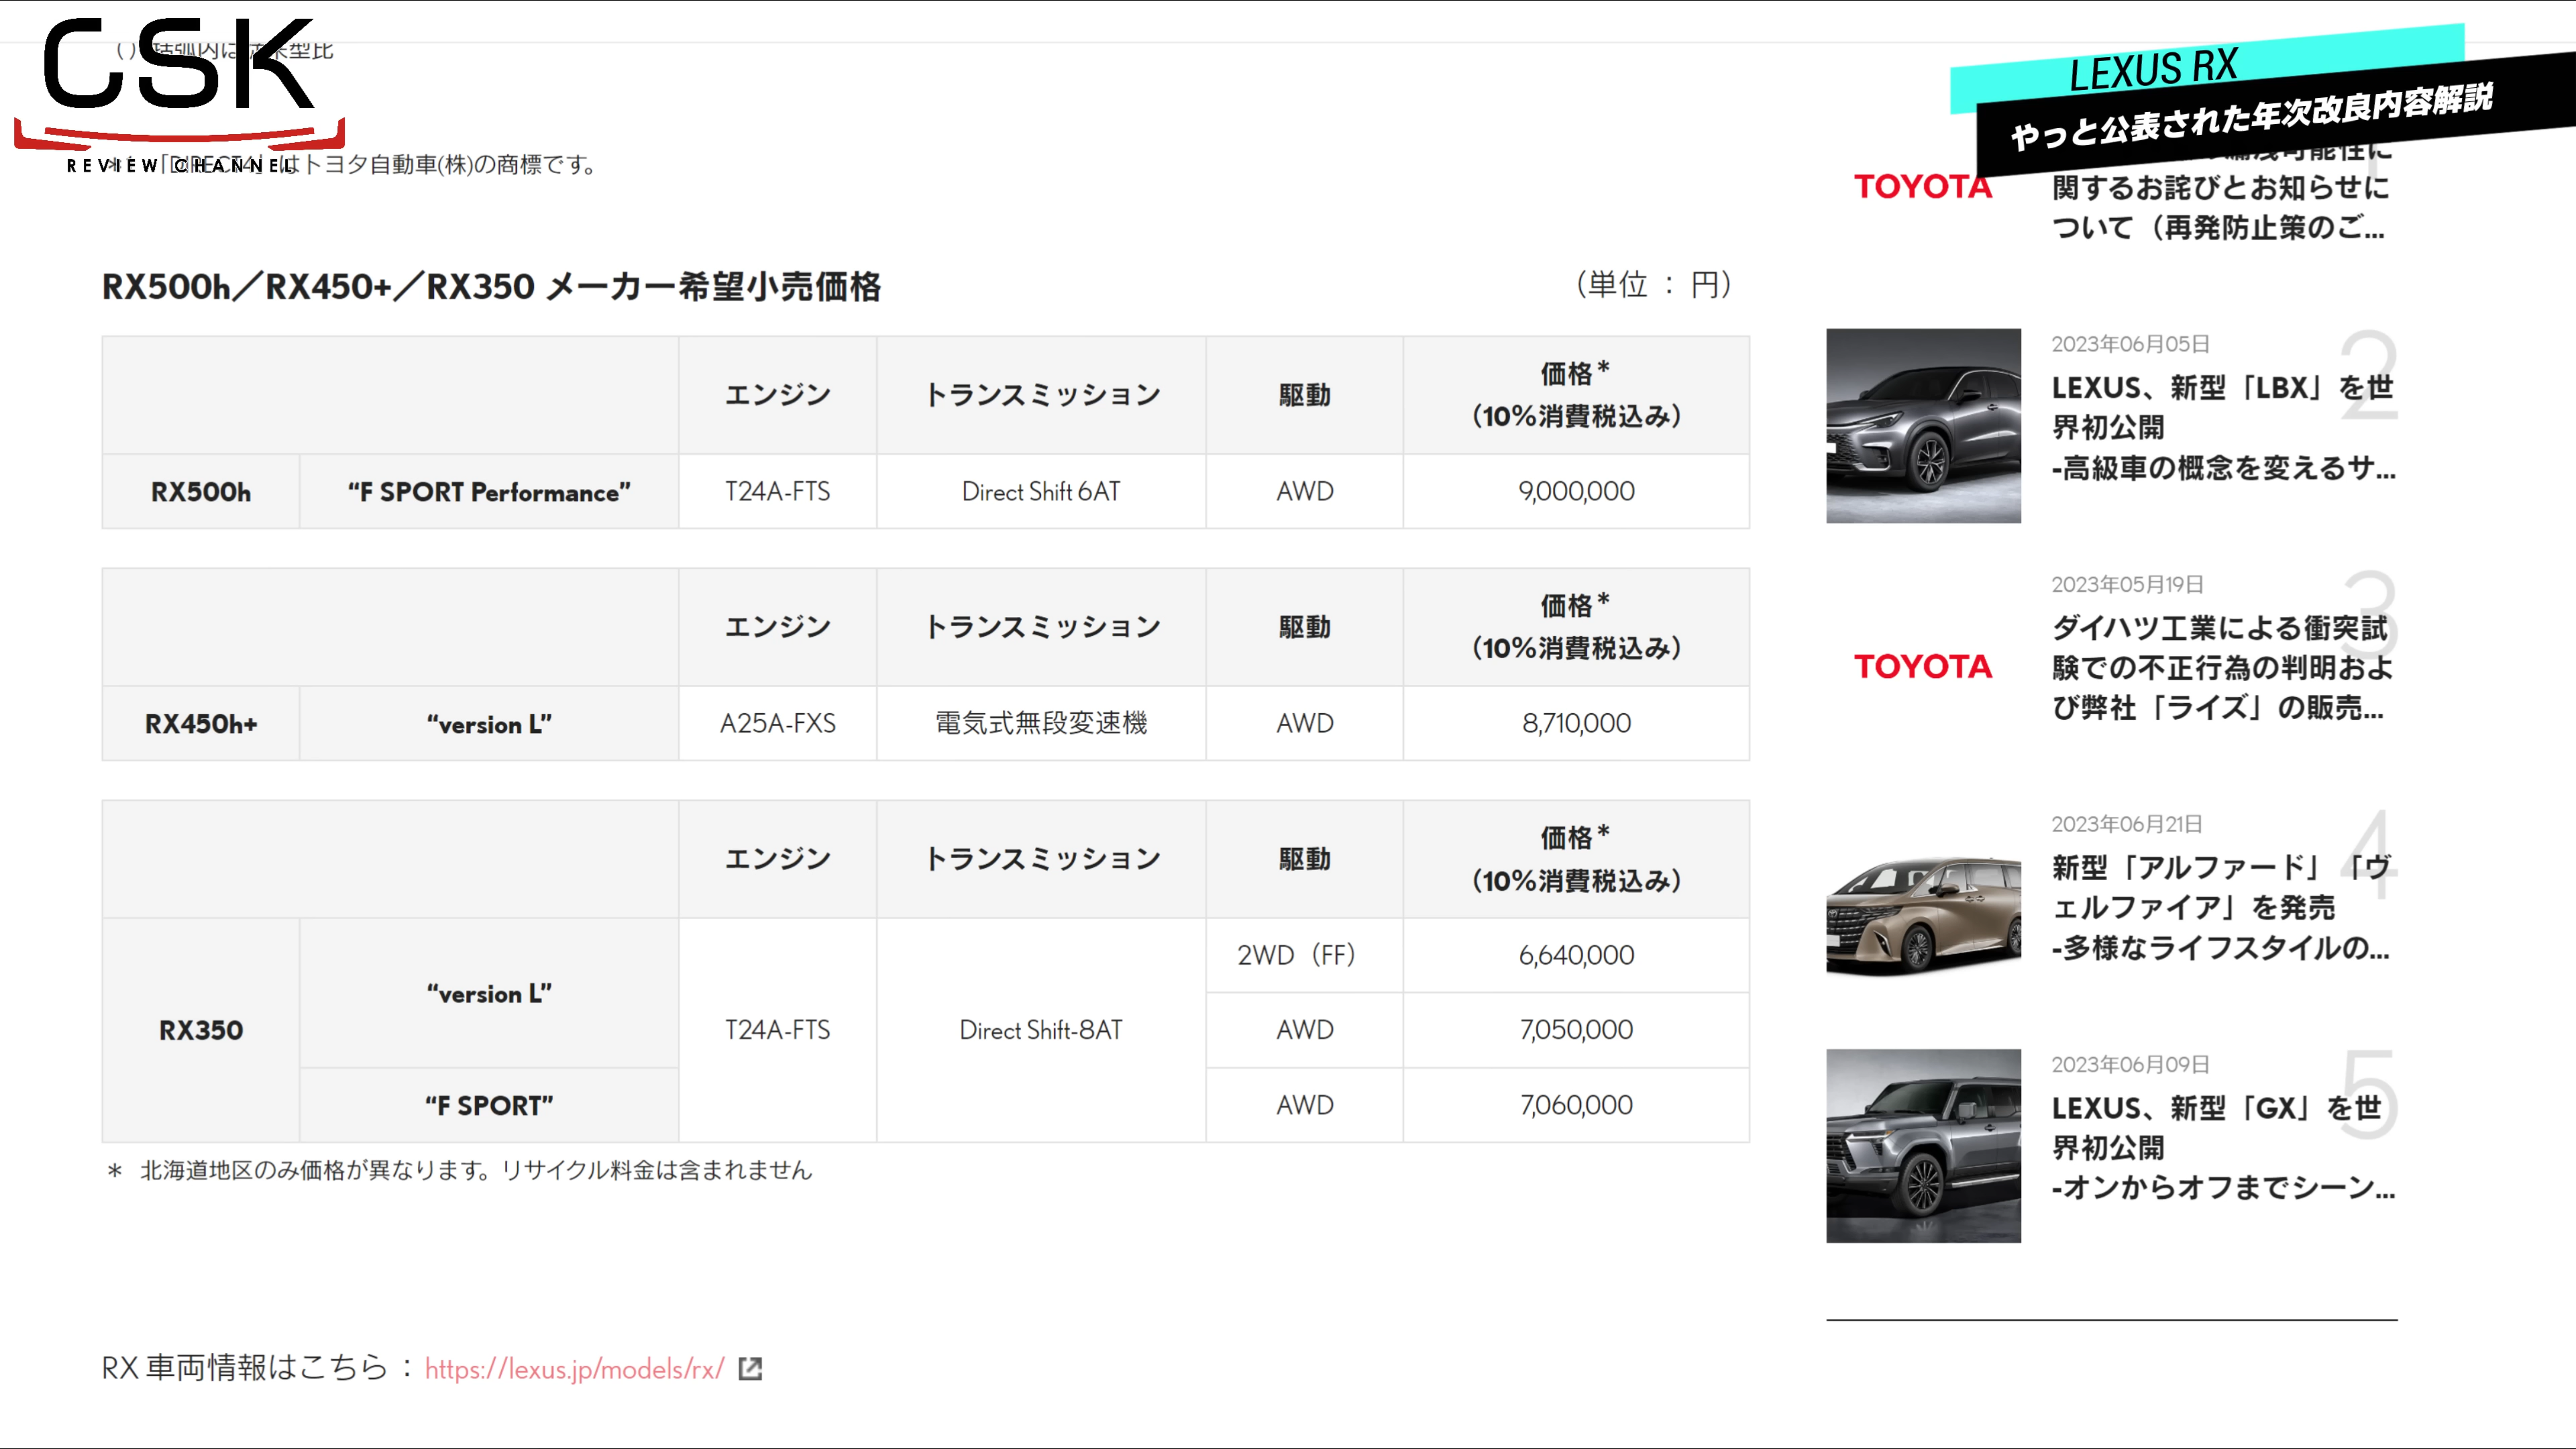 CSK
REVIEW CHANNEL
LEXUS RX
やっと公表された年次改良内容解説
「DIRECT4」はトヨタ自動車(株)の商標です。
RX500h／RX450+／RX350 メーカー希望小売価格
（単位 ： 円）
エンジン トランスミッション 駆動 価格*
（10%消費税込み）
RX500h “F SPORT Performance” T24A-FTS Direct Shift 6AT AWD 9,000,000
エンジン トランスミッション 駆動 価格*
（10%消費税込み）
RX450h+ “version L” A25A-FXS 電気式無段変速機 AWD 8,710,000
エンジン トランスミッション 駆動 価格*
（10%消費税込み）
RX350 “version L” T24A-FTS Direct Shift-8AT 2WD（FF） 6,640,000
AWD 7,050,000
“F SPORT” AWD 7,060,000
* 北海道地区のみ価格が異なります。リサイクル料金は含まれません
RX 車両情報はこちら ： https://lexus.jp/models/rx/
TOYOTA
関するお詫びとお知らせに
ついて（再発防止策のご...
2
2023年06月05日
LEXUS、新型「LBX」を世
界初公開
-高級車の概念を変えるサ...
3
2023年05月19日
TOYOTA
ダイハツ工業による衝突試
験での不正行為の判明およ
び弊社「ライズ」の販売...
4
2023年06月21日
新型「アルファード」「ヴ
ェルファイア」を発売
-多様なライフスタイルの...
5
2023年06月09日
LEXUS、新型「GX」を世
界初公開
-オンからオフまでシーン...